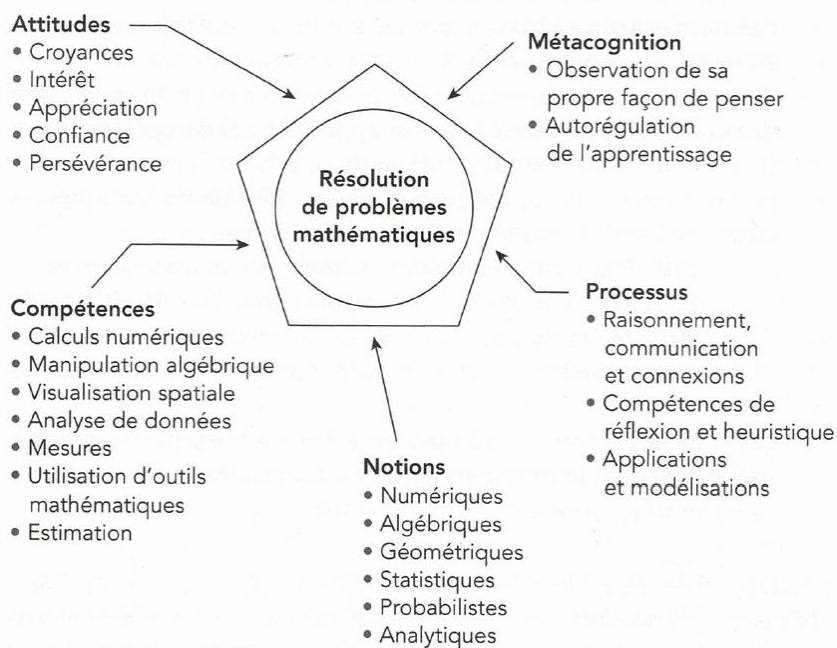 Attitudes
• Croyances
• Intérêt
• Appréciation
• Confiance
• Persévérance
Métacognition
• Observation de sa
propre façon de penser
• Autorégulation
de l'apprentissage
Résolution
de problèmes
mathématiques
Compétences
• Calculs numériques
• Manipulation algébrique
• Visualisation spatiale
• Analyse de données
• Mesures
• Utilisation d'outils
mathématiques
• Estimation
Processus
• Raisonnement,
communication
et connexions
• Compétences de
réflexion et heuristique
• Applications
et modélisations
Notions
• Numériques
• Algébriques
• Géométriques
• Statistiques
• Probabilistes
• Analytiques